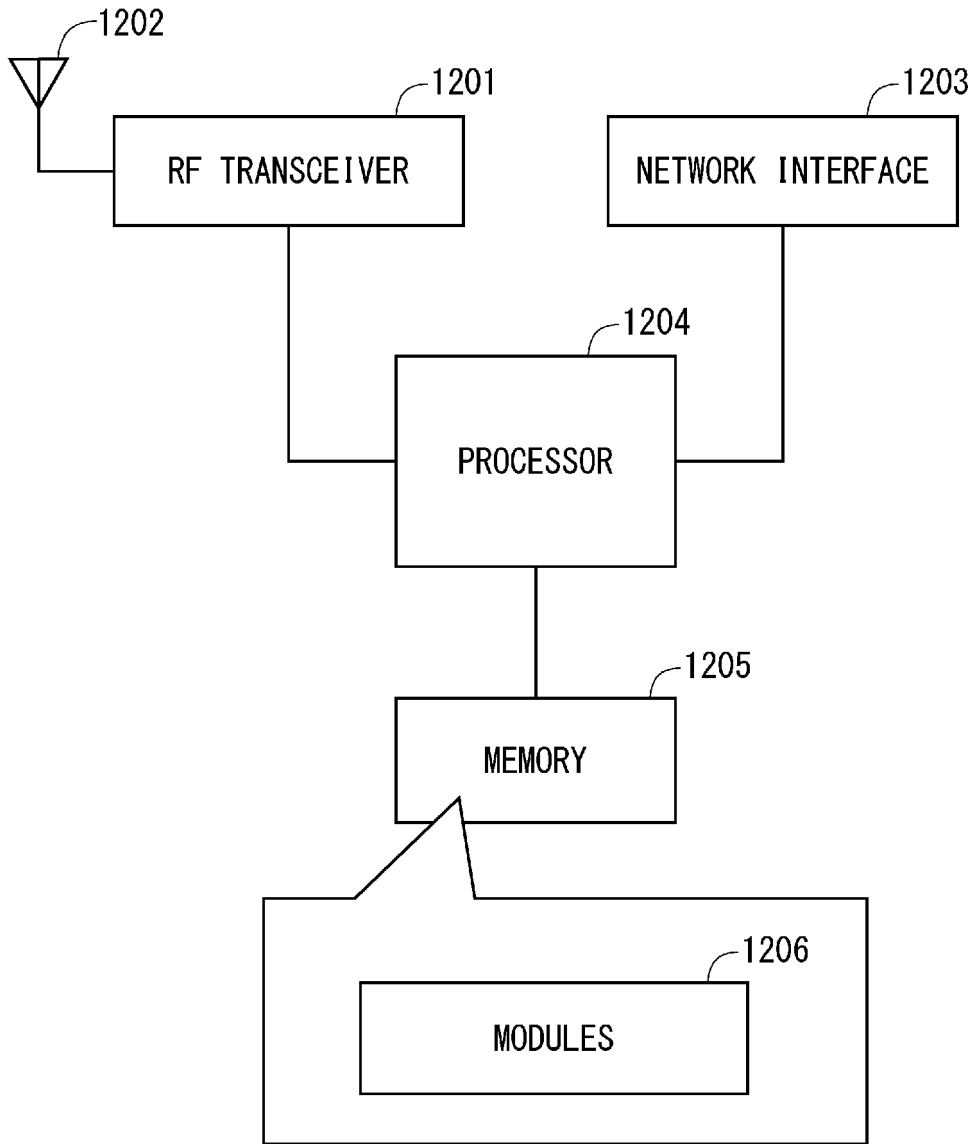 1202
1201
1203
RF TRANSCEIVER
NETWORK INTERFACE
1204
PROCESSOR
1205
MEMORY
1206
MODULES